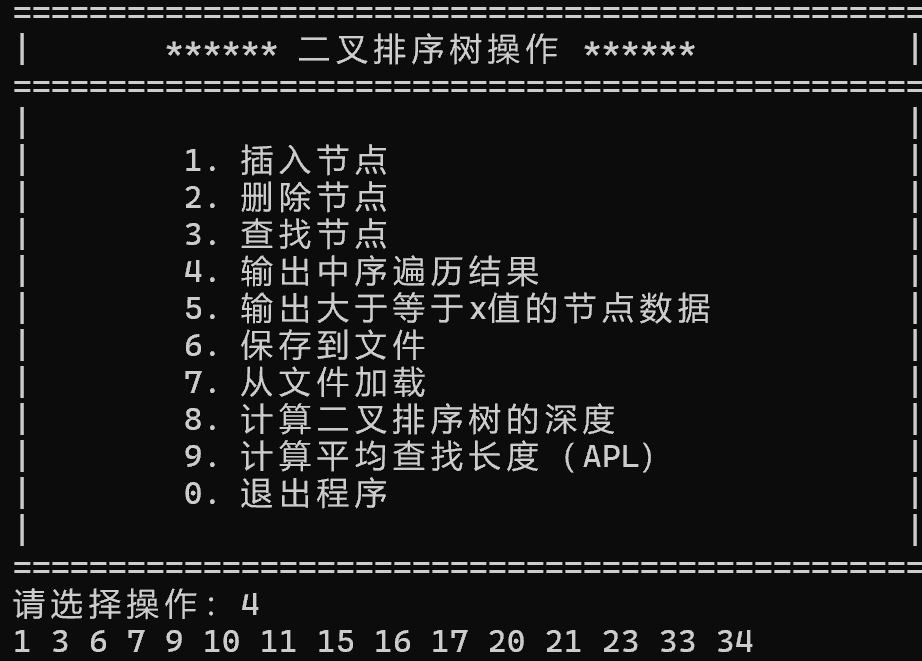 ****** 二叉排序树操作 ******
1. 插入节点
2. 删除节点
3. 查找节点
4. 输出中序遍历结果
5. 输出大于等于x值的节点数据
6. 保存到文件
7. 从文件加载
8. 计算二叉排序树的深度
9. 计算平均查找长度（APL）
0. 退出程序
请选择操作: 4
1 3 6 7 9 10 11 15 16 17 20 21 23 33 34